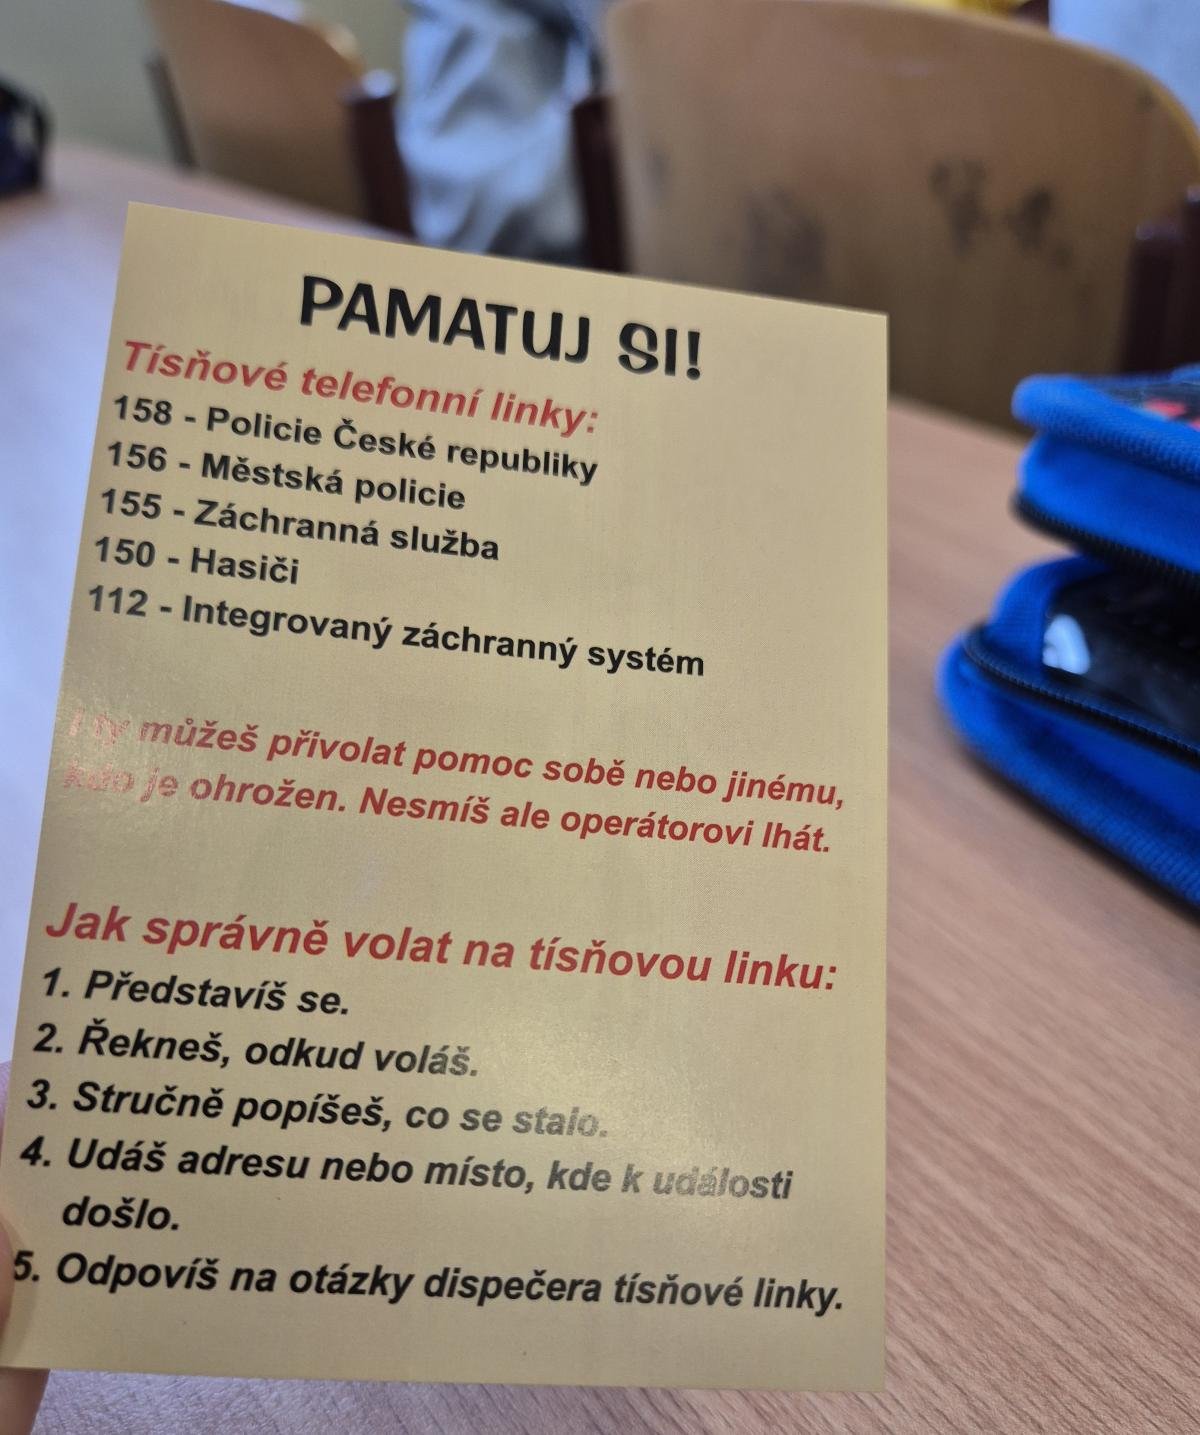 PAMATUJ SI!
Tísňové telefonní linky:
158 - Policie České republiky
156 - Městská policie
155 - Záchranná služba
150 - Hasiči
112 - Integrovaný záchranný systém
I ty můžeš přivolat pomoc sobě nebo jinému,
kdo je ohrožen. Nesmíš ale operátorovi lhát.
Jak správně volat na tísňovou linku:
1. Představíš se.
2. Řekneš, odkud voláš.
3. Stručně popíšeš, co se stalo.
4. Udáš adresu nebo místo, kde k události
došlo.
5. Odpovíš na otázky dispečera tísňové linky.